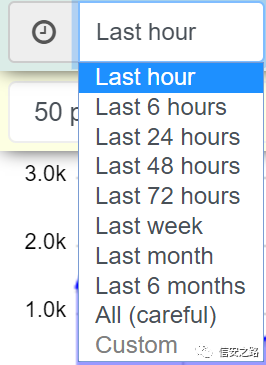 Last hour
Last hour
50 p
Last 6 hours
Last 24 hours
Last 48 hours
3.0k
Last 72 hours
Last week
2.0k
Last month
Last 6 months
1.0k
All (careful)
Custom
信安之路